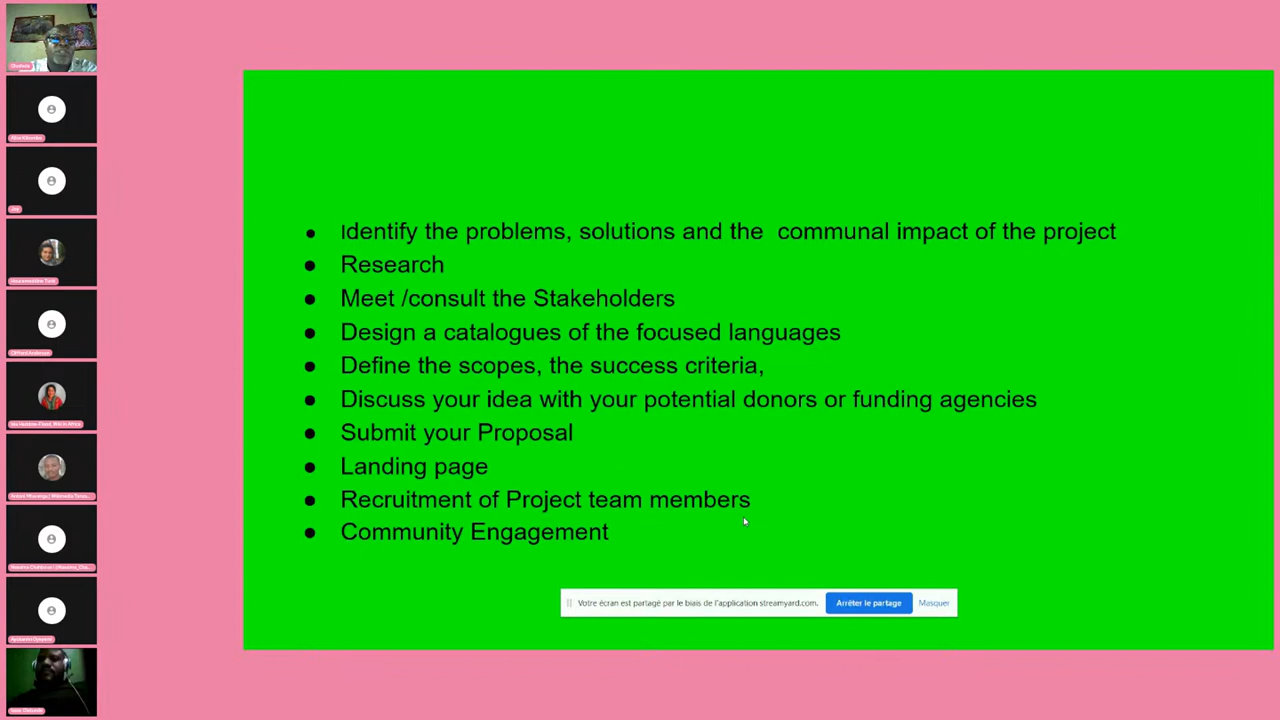 Identify the problems, solutions and the communal impact of the project
Research
Meet /consult the Stakeholders
Design a catalogues of the focused languages
Define the scopes, the success criteria,
Discuss your idea with your potential donors or funding agencies
Submit your Proposal
Landing page
Recruitment of Project team members
Community Engagement
Votre écran est partagé par le biais de l'application streamyard.com. Arrêter le partage Masquer